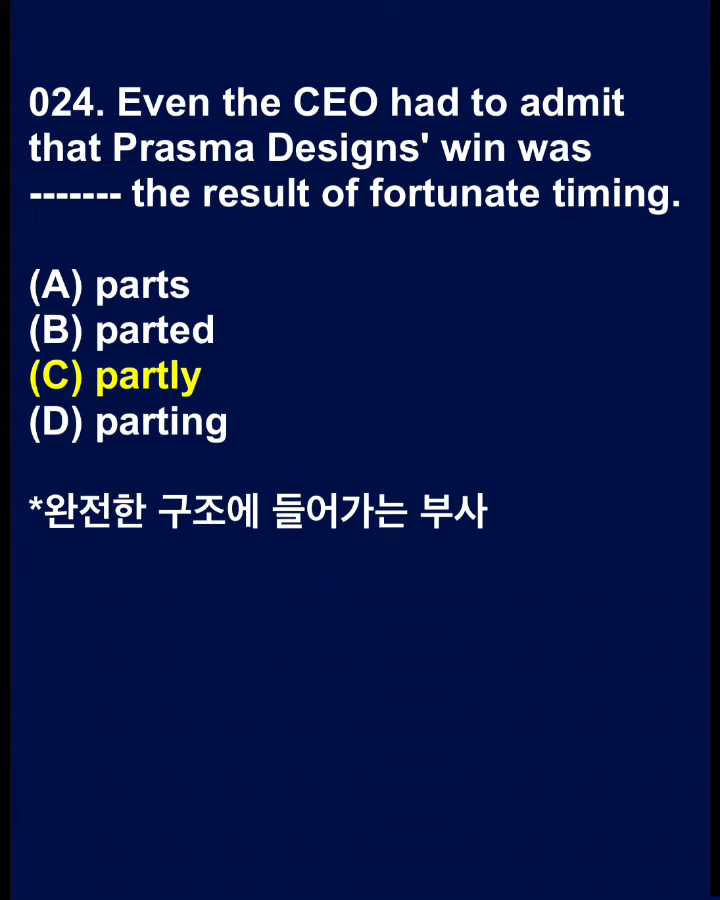 024. Even the CEO had to admit
that Prasma Designs' win was
------- the result of fortunate timing.
(A) parts
(B) parted
(C) partly
(D) parting
*완전한 구조에 들어가는 부사